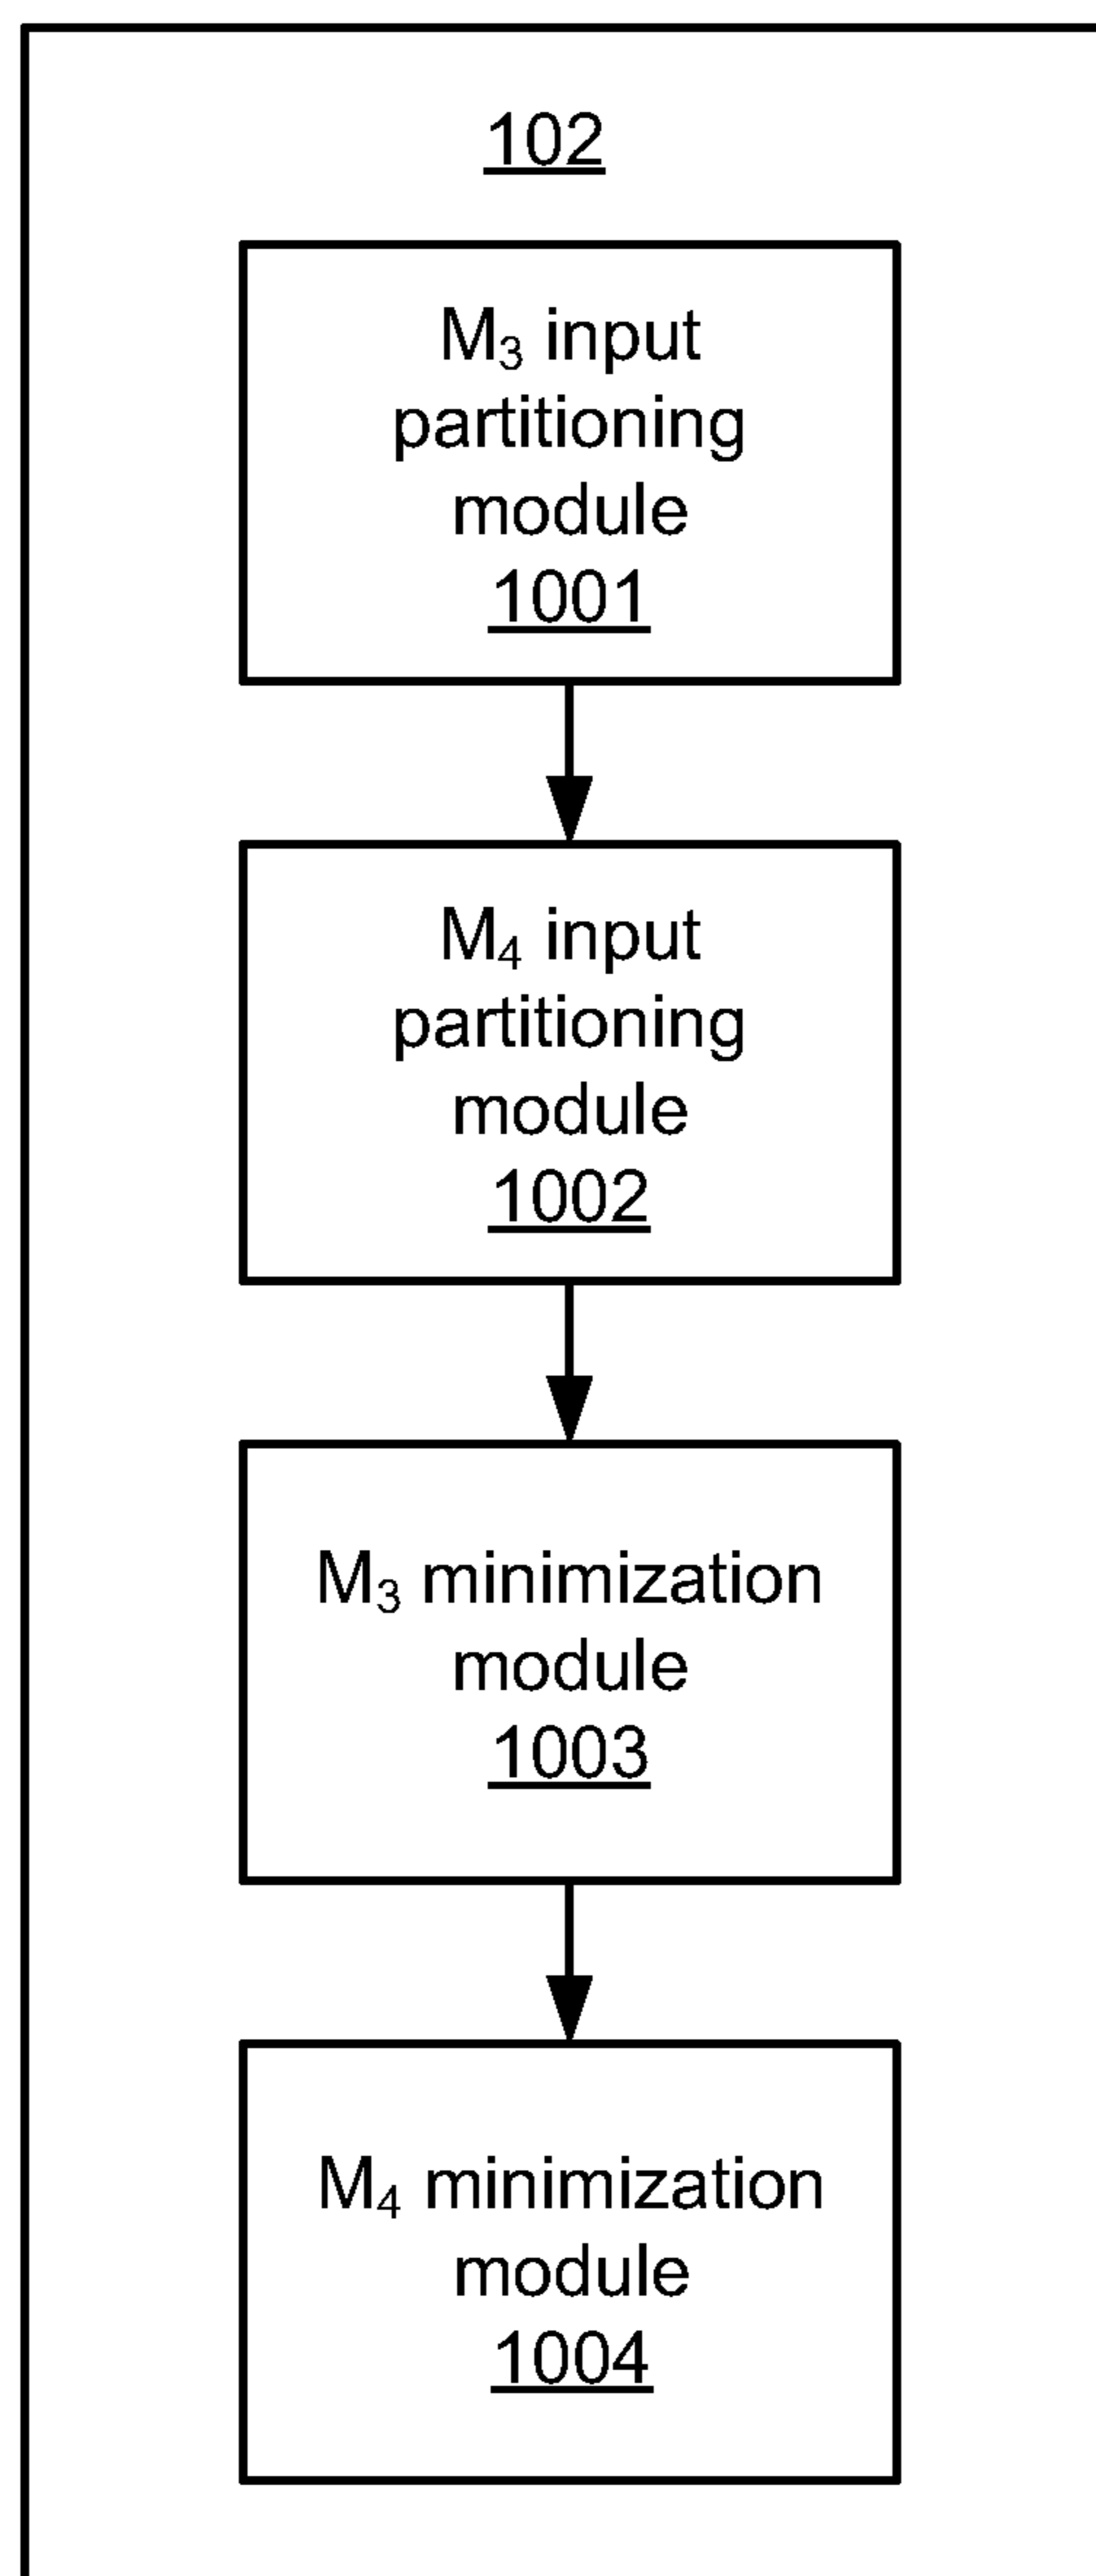 102
M₃ input
partitioning
module
1001
M₄ input
partitioning
module
1002
M₃ minimization
module
1003
M₄ minimization
module
1004